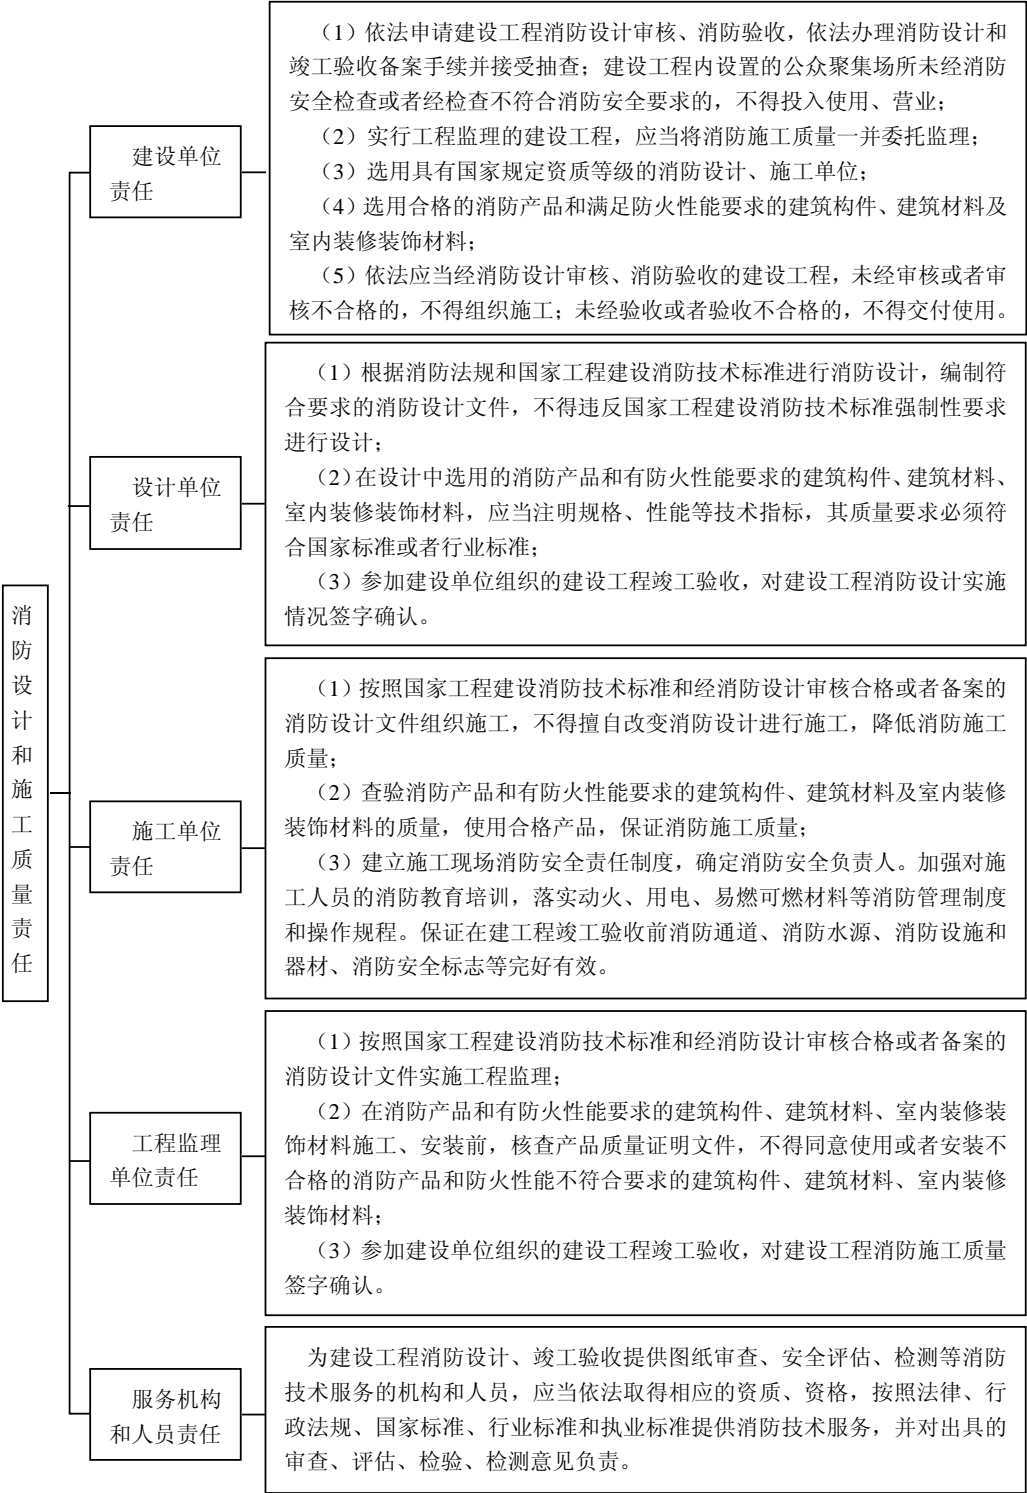 消防设计和施工质量责任
建设单位
责任
（1）依法申请建设工程消防设计审核、消防验收，依法办理消防设计和
竣工验收备案手续并接受抽查；建设工程内设置的公众聚集场所未经消防
安全检查或者经检查不符合消防安全要求的，不得投入使用、营业；
（2）实行工程监理的建设工程，应当将消防施工质量一并委托监理；
（3）选用具有国家规定资质等级的消防设计、施工单位；
（4）选用合格的消防产品和满足防火性能要求的建筑构件、建筑材料及
室内装修装饰材料；
（5）依法应当经消防设计审核、消防验收的建设工程，未经审核或者审
核不合格的，不得组织施工；未经验收或者验收不合格的，不得交付使用。
设计单位
责任
（1）根据消防法规和国家工程建设消防技术标准进行消防设计，编制符
合要求的消防设计文件，不得违反国家工程建设消防技术标准强制性要求
进行设计；
（2）在设计中选用的消防产品和有防火性能要求的建筑构件、建筑材料、
室内装修装饰材料，应当注明规格、性能等技术指标，其质量要求必须符
合国家标准或者行业标准；
（3）参加建设单位组织的建设工程竣工验收，对建设工程消防设计实施
情况签字确认。
施工单位
责任
（1）按照国家工程建设消防技术标准和经消防设计审核合格或者备案的
消防设计文件组织施工，不得擅自改变消防设计进行施工，降低消防施工
质量；
（2）查验消防产品和有防火性能要求的建筑构件、建筑材料及室内装修
装饰材料的质量，使用合格产品，保证消防施工质量；
（3）建立施工现场消防安全责任制度，确定消防安全负责人。加强对施
工人员的消防教育培训，落实动火、用电、易燃可燃材料等消防管理制度
和操作规程。保证在建工程竣工验收前消防通道、消防水源、消防设施和
器材、消防安全标志等完好有效。
工程监理
单位责任
（1）按照国家工程建设消防技术标准和经消防设计审核合格或者备案的
消防设计文件实施工程监理；
（2）在消防产品和有防火性能要求的建筑构件、建筑材料、室内装修装
饰材料施工、安装前，核查产品质量证明文件，不得同意使用或者安装不
合格的消防产品和防火性能不符合要求的建筑构件、建筑材料、室内装修
装饰材料；
（3）参加建设单位组织的建设工程竣工验收，对建设工程消防施工质量
签字确认。
服务机构
和人员责任
为建设工程消防设计、竣工验收提供图纸审查、安全评估、检测等消防
技术服务的机构和人员，应当依法取得相应的资质、资格，按照法律、行
政法规、国家标准、行业标准和执业标准提供消防技术服务，并对出具的
审查、评估、检验、检测意见负责。